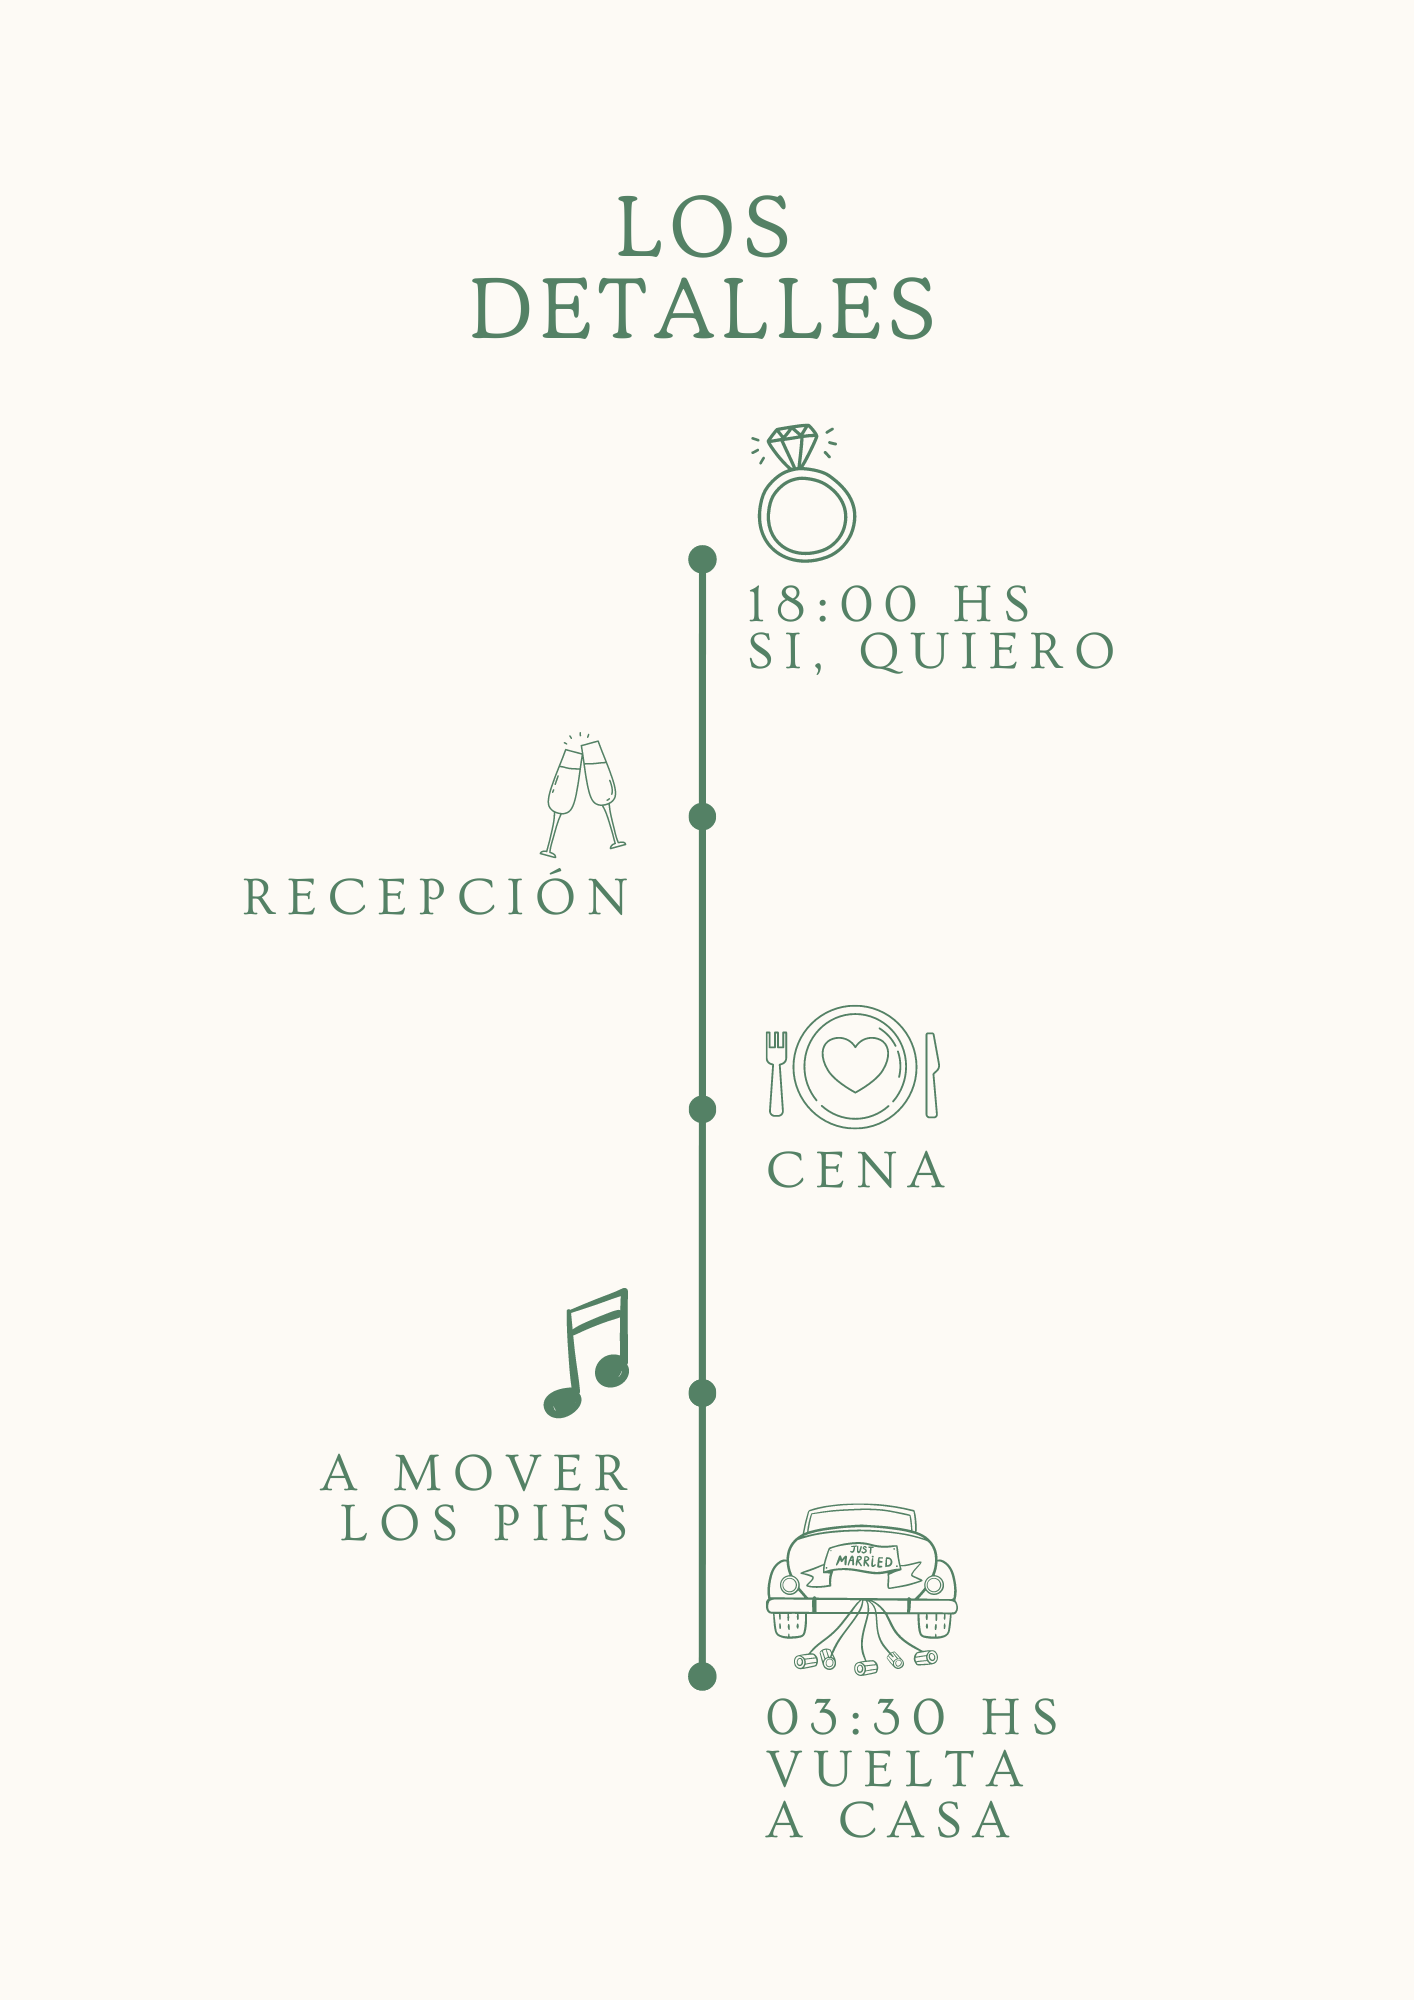 LOS
DETALLES
18:00 HS
SI, QUIERO
RECEPCIÓN
CENA
A MOVER
LOS PIES
JUST
MARRIED
03:30 HS
VUELTA
A CASA